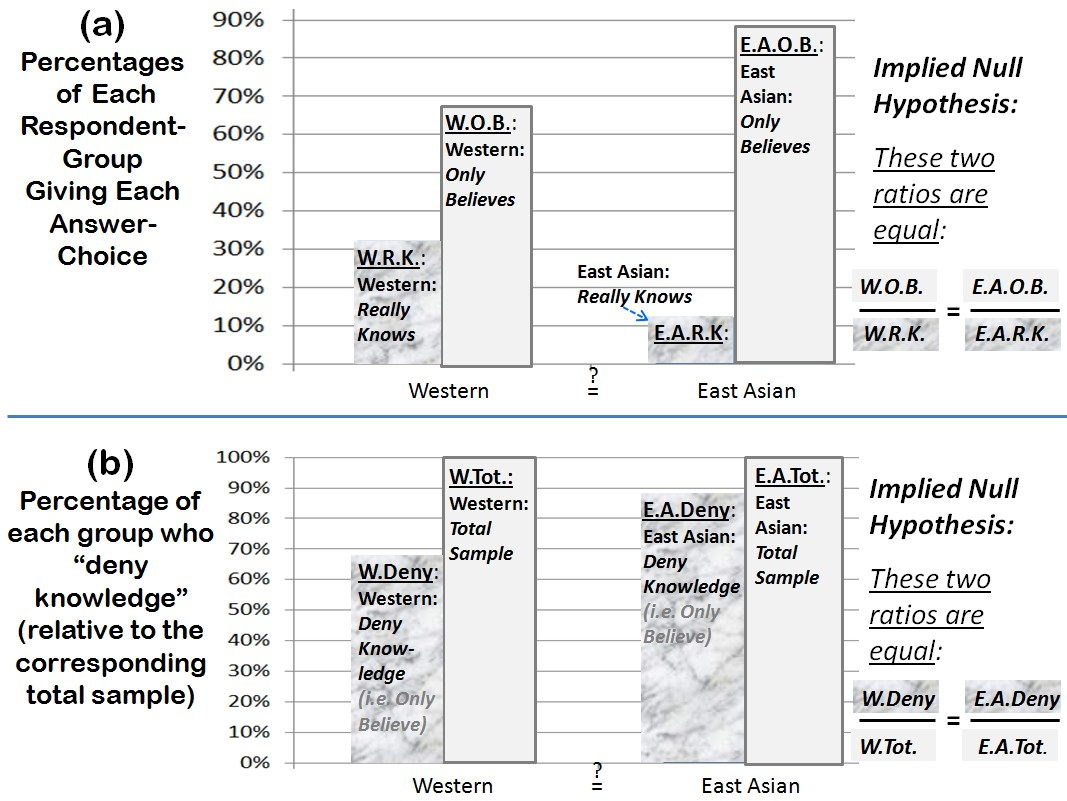 (a)
Percentages
of Each
Respondent-
Group
Giving Each
Answer-
Choice
90%
80%
70%
60%
50%
40%
30%
20%
10%
0%
W.R.K.:
Western:
Really
Knows
W.O.B.:
Western:
Only
Believes
East Asian:
Really Knows
E.A.R.K:
E.A.O.B.:
East
Asian:
Only
Believes
Western
?
=
East Asian
Implied Null
Hypothesis:
These two
ratios are
equal:
W.O.B.
W.R.K.
=
E.A.O.B.
E.A.R.K.
(b)
Percentage of
each group who
“deny
knowledge”
(relative to the
corresponding
total sample)
100%
90%
80%
70%
60%
50%
40%
30%
20%
10%
0%
W.Deny:
Western:
Deny
Know-
ledge
(i.e. Only
Believe)
W.Tot.:
Western:
Total
Sample
E.A.Deny:
East Asian:
Deny
Knowledge
(i.e. Only
Believe)
E.A.Tot.:
East
Asian:
Total
Sample
Western
?
=
East Asian
Implied Null
Hypothesis:
These two
ratios are
equal:
W.Deny
W.Tot.
=
E.A.Deny
E.A.Tot.